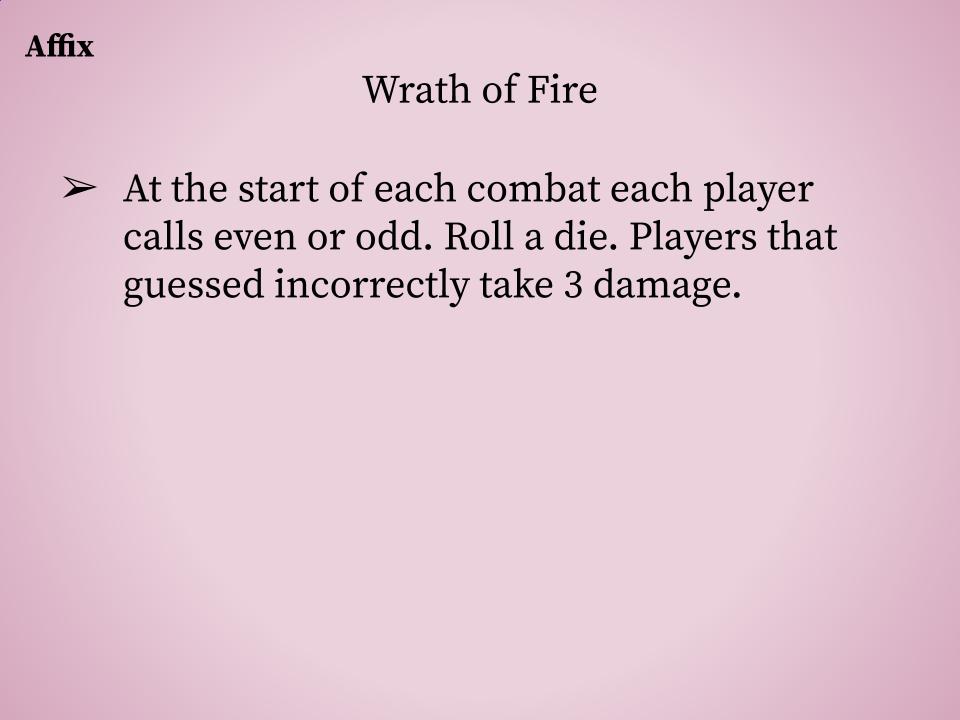 Affix
Wrath of Fire
➢ At the start of each combat each player
calls even or odd. Roll a die. Players that
guessed incorrectly take 3 damage.